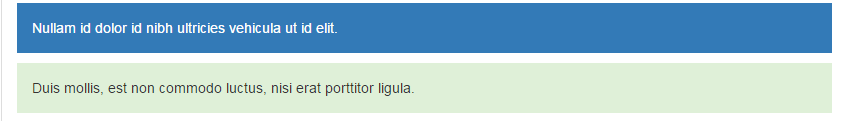 Nullam id dolor id nibh ultricies vehicula ut id elit.
Duis mollis, est non commodo luctus, nisi erat porttitor ligula.